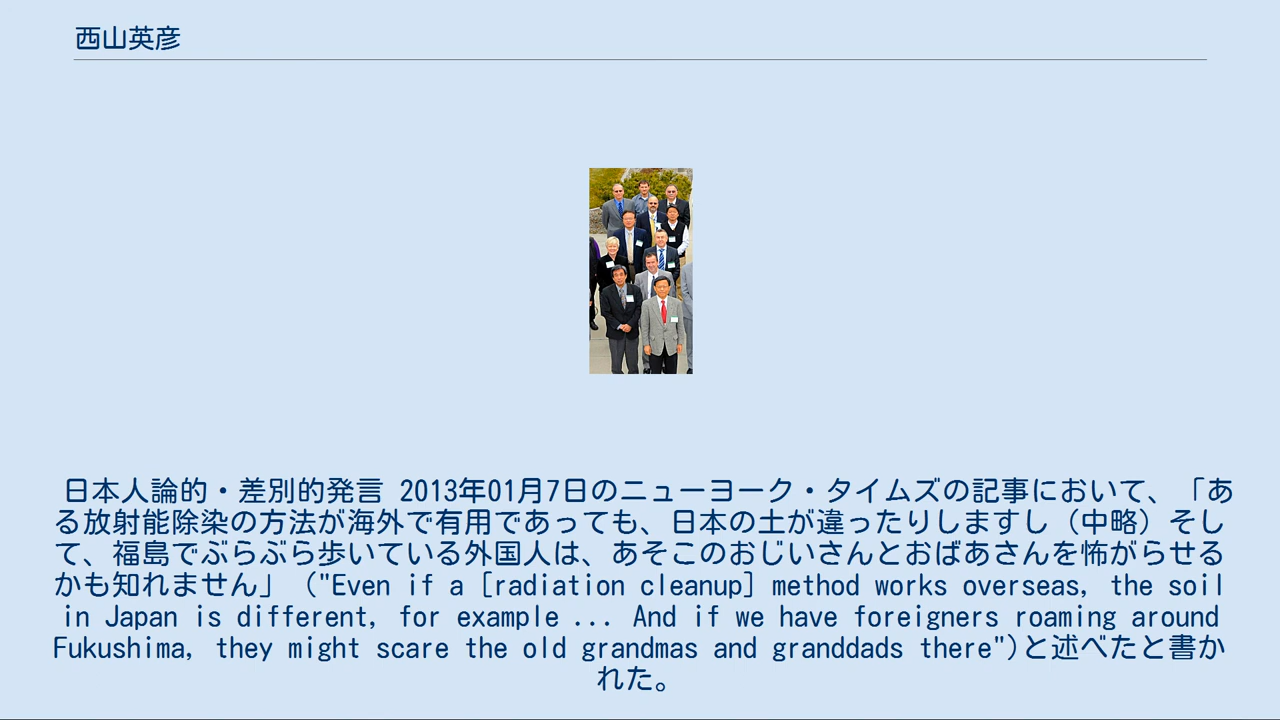 西山英彦
日本人論的・差別的発言 2013年01月7日のニューヨーク・タイムズの記事において、「あ
る放射能除染の方法が海外で有用であっても、日本の土が違ったりしますし（中略）そし
て、福島でぶらぶら歩いている外国人は、あそこのおじいさんとおばあさんを怖がらせる
かも知れません」（"Even if a [radiation cleanup] method works overseas, the soil
in Japan is different, for example ... And if we have foreigners roaming around
Fukushima, they might scare the old grandmas and granddads there")と述べたと書か
れた。